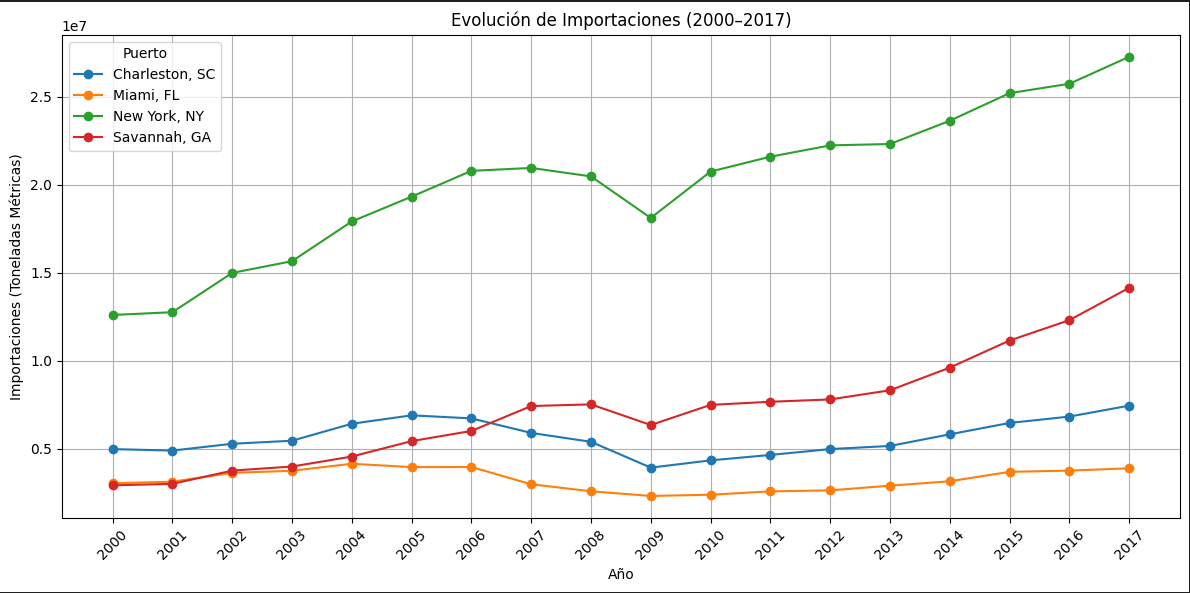 Evolución de Importaciones (2000–2017)
1e7
Puerto
Charleston, SC
Miami, FL
New York, NY
Savannah, GA
Importaciones (Toneladas Métricas)
2.5
2.0
1.5
1.0
0.5
2000 2001 2002 2003 2004 2005 2006 2007 2008 2009 2010 2011 2012 2013 2014 2015 2016 2017
Año